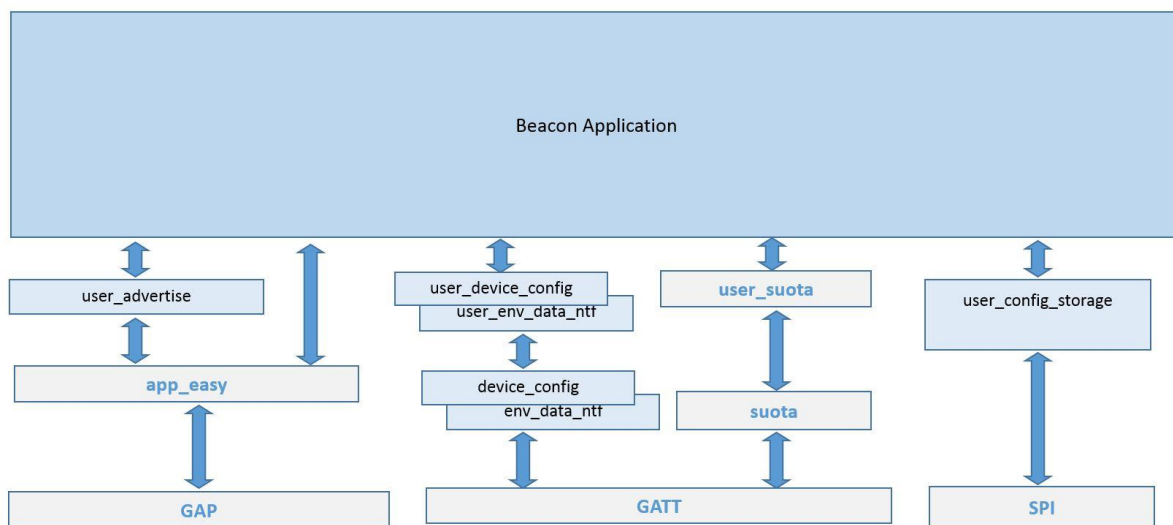 Beacon Application
user_advertise
user_device_config
user_env_data_ntf
user_suota
user_config_storage
app_easy
device_config
env_data_ntf
suota
GAP
GATT
SPI